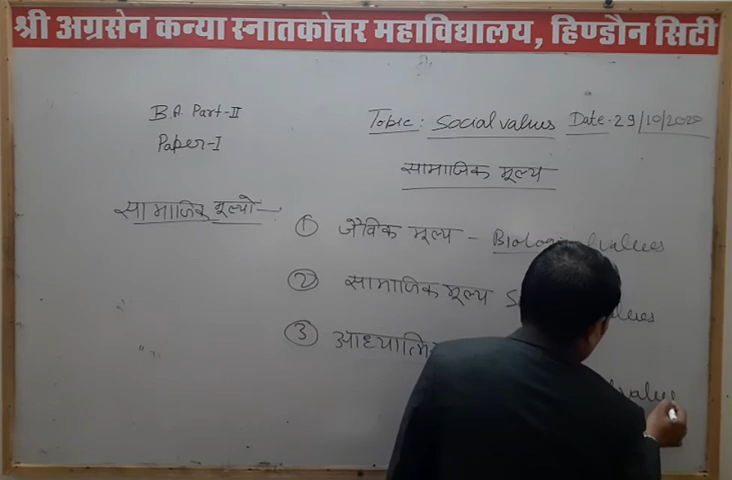 श्री अग्रसेन कन्या स्नातकोत्तर महाविद्यालय, हिण्डौन सिटी
B.A. Part-II
Paper-I
Topic: Social values Date-29/10/2020
सामाजिक मूल्य
सामाजिक मूल्यो-
① जैविक मूल्य - values
② सामाजिक मूल्य
③